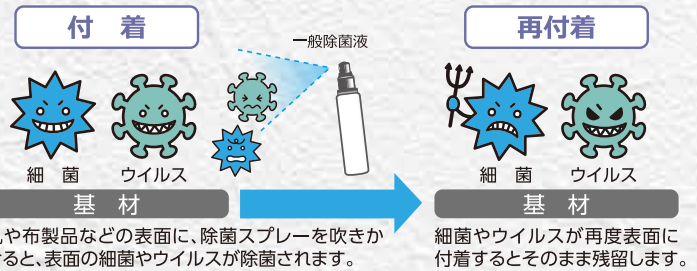 付 着
一般除菌液
再付着
細 菌
ウイルス
細 菌
ウイルス
基 材
基 材
や布製品などの表面に、除菌スプレーを吹きか
ると、表面の細菌やウイルスが除菌されます。
細菌やウイルスが再度表面に
付着するとそのまま残留します。